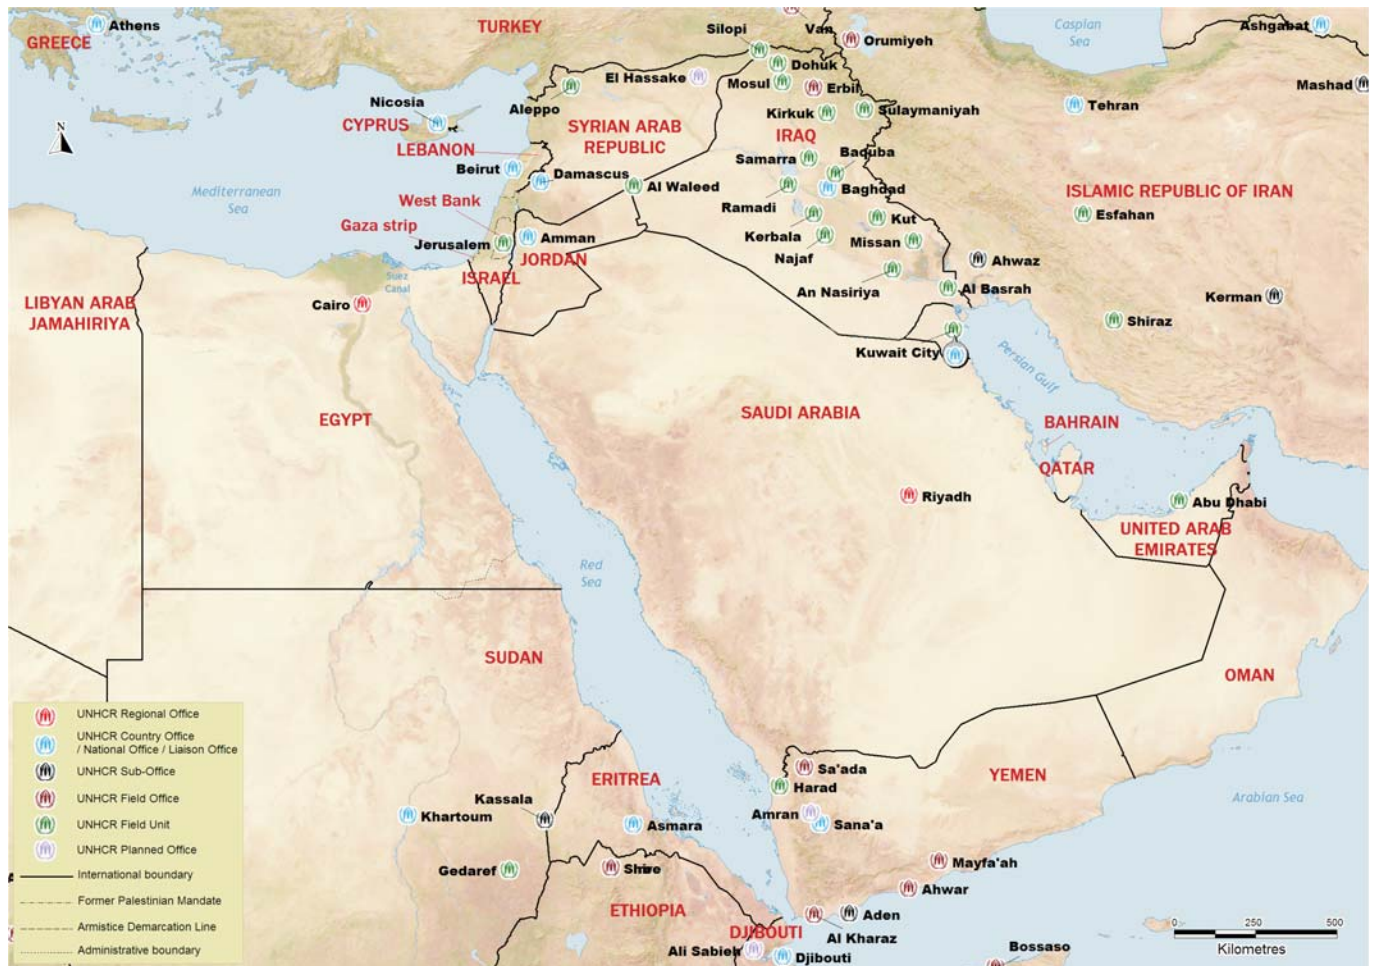 Athens
GREECE
TURKEY
Silopi
Van
Orumiyeh
Caspian
Sea
Ashgabat
El Hassake
Dohuk
Mosul
Erbil
Mashad
Aleppo
Nicosia
CYPRUS
Kirkuk
Sulaymaniyah
Tehran
SYRIAN ARAB
REPUBLIC
IRAQ
LEBANON
Samarra
Baquba
Beirut
Damascus
Al Waleed
Baghdad
ISLAMIC REPUBLIC OF IRAN
N
Mediterranean
Sea
West Bank
Ramadi
Kut
Esfahan
Gaza strip
Jerusalem
Amman
Kerbala
Missan
JORDAN
Najaf
Ahwaz
Suez
Canal
ISRAEL
An Nasiriya
Al Basrah
Kerman
LIBYAN ARAB
JAMAHIRIYA
Cairo
Shiraz
Kuwait City
Persian Gulf
EGYPT
SAUDI ARABIA
BAHRAIN
QATAR
Riyadh
Abu Dhabi
UNITED ARAB
EMIRATES
Red
Sea
SUDAN
OMAN
UNHCR Regional Office
UNHCR Country Office
/ National Office / Liaison Office
UNHCR Sub-Office
UNHCR Field Office
UNHCR Field Unit
UNHCR Planned Office
International boundary
Former Palestinian Mandate
Armistice Demarcation Line
Administrative boundary
Sa'ada
YEMEN
ERITREA
Harad
Kassala
Khartoum
Asmara
Amran
Sana'a
Arabian Sea
Gedaref
Mayfa'ah
Ahwar
ETHIOPIA
Aden
DJIBOUTI
Al Kharaz
Ali Sabieh
Djibouti
Bossaso
0 250 500
Kilometres